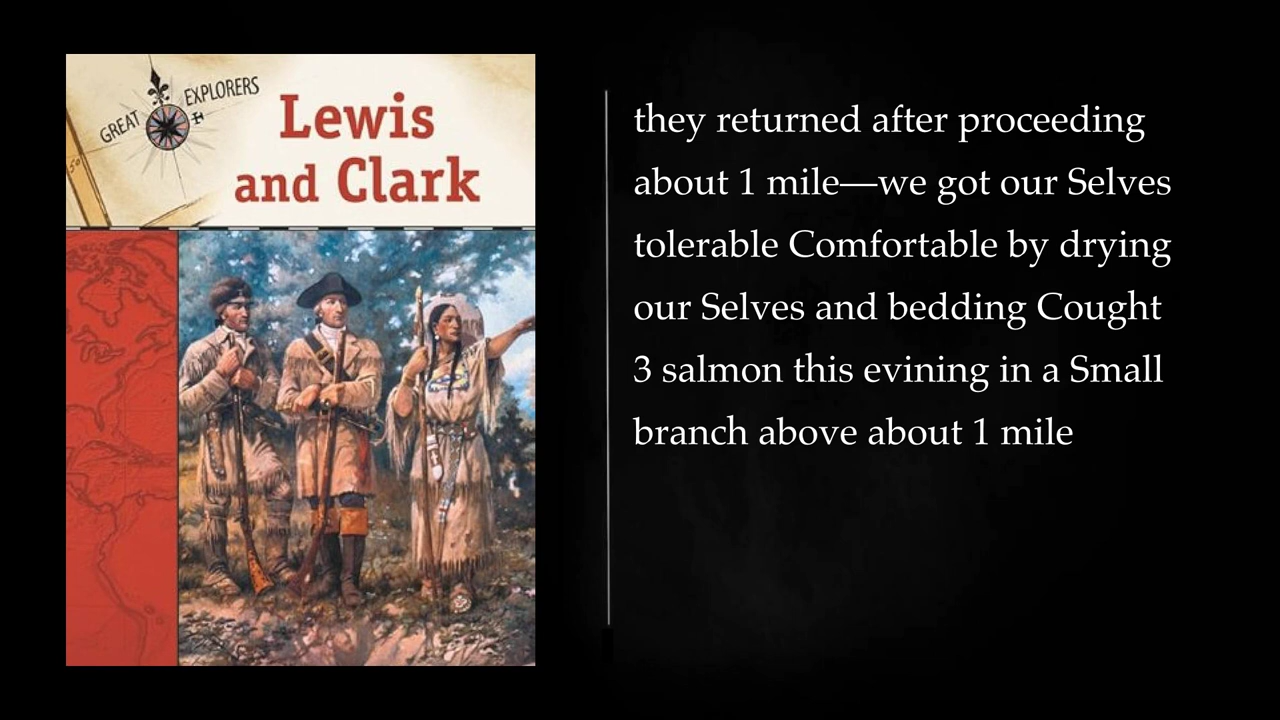 GREAT EXPLORERS
Lewis
and Clark
50
they returned after proceeding
about 1 mile—we got our Selves
tolerable Comfortable by drying
our Selves and bedding Cought
3 salmon this evining in a Small
branch above about 1 mile